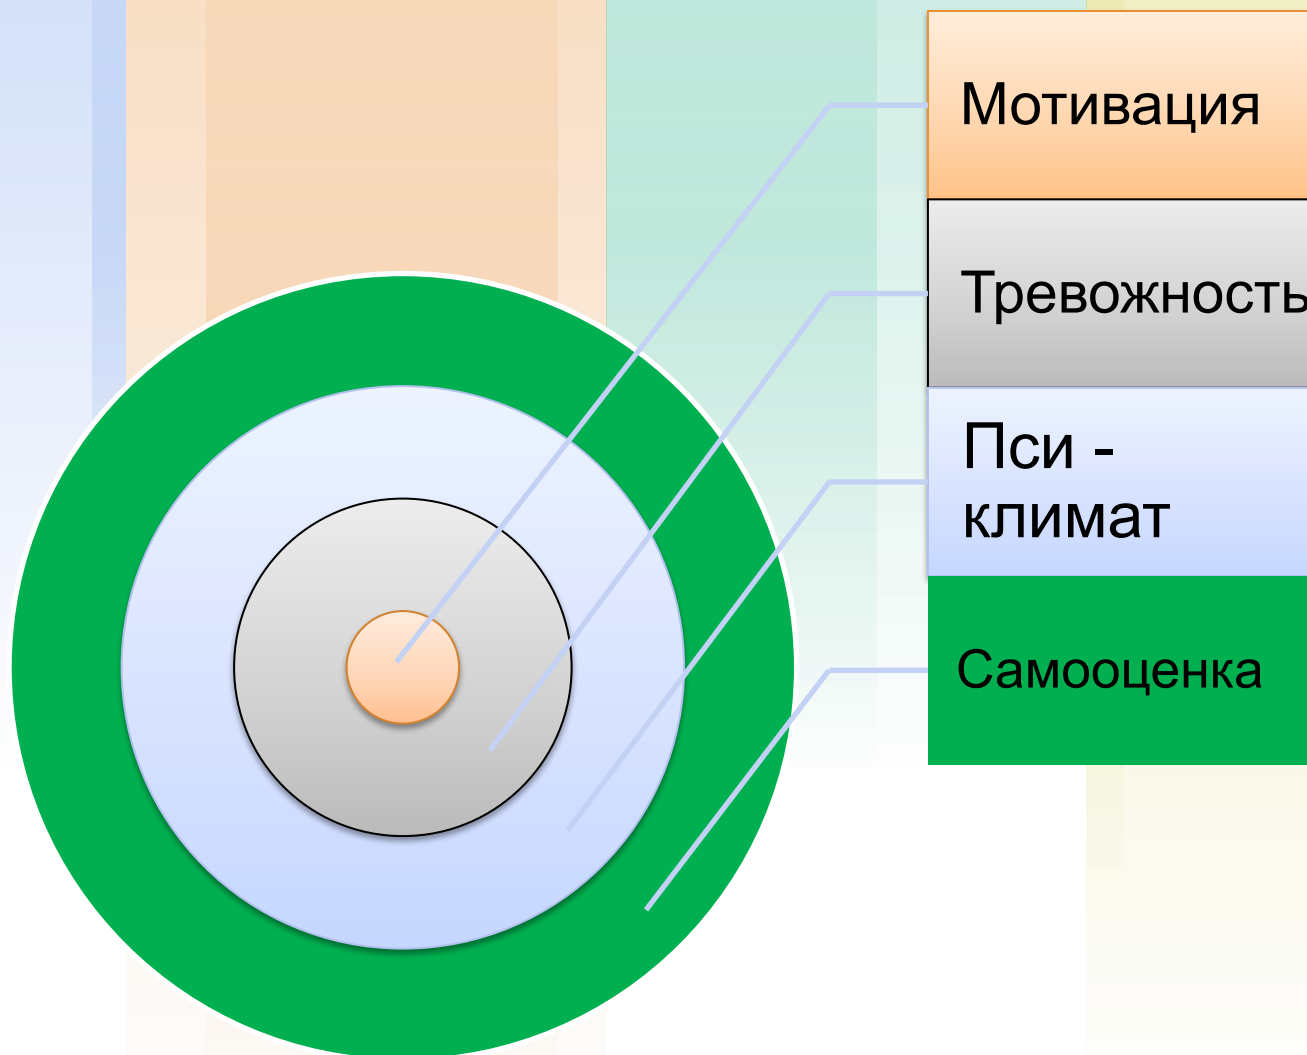 Мотивация
Тревожность
Пси -
климат
Самооценка